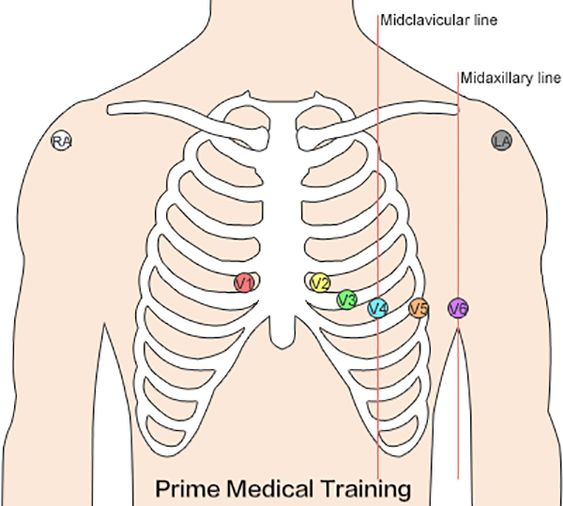 Midclavicular line
Midaxillary line
RA
LA
V1
V2
V3
V4
V5
V6
Prime Medical Training